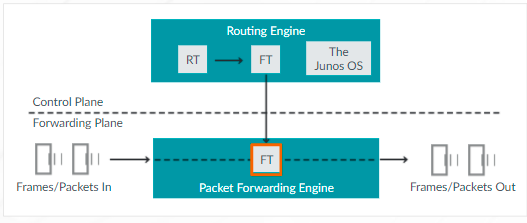 Routing Engine
RT
FT
The
Junos OS
Control Plane
Forwarding Plane
FT
Frames/Packets In
Packet Forwarding Engine
Frames/Packets Out